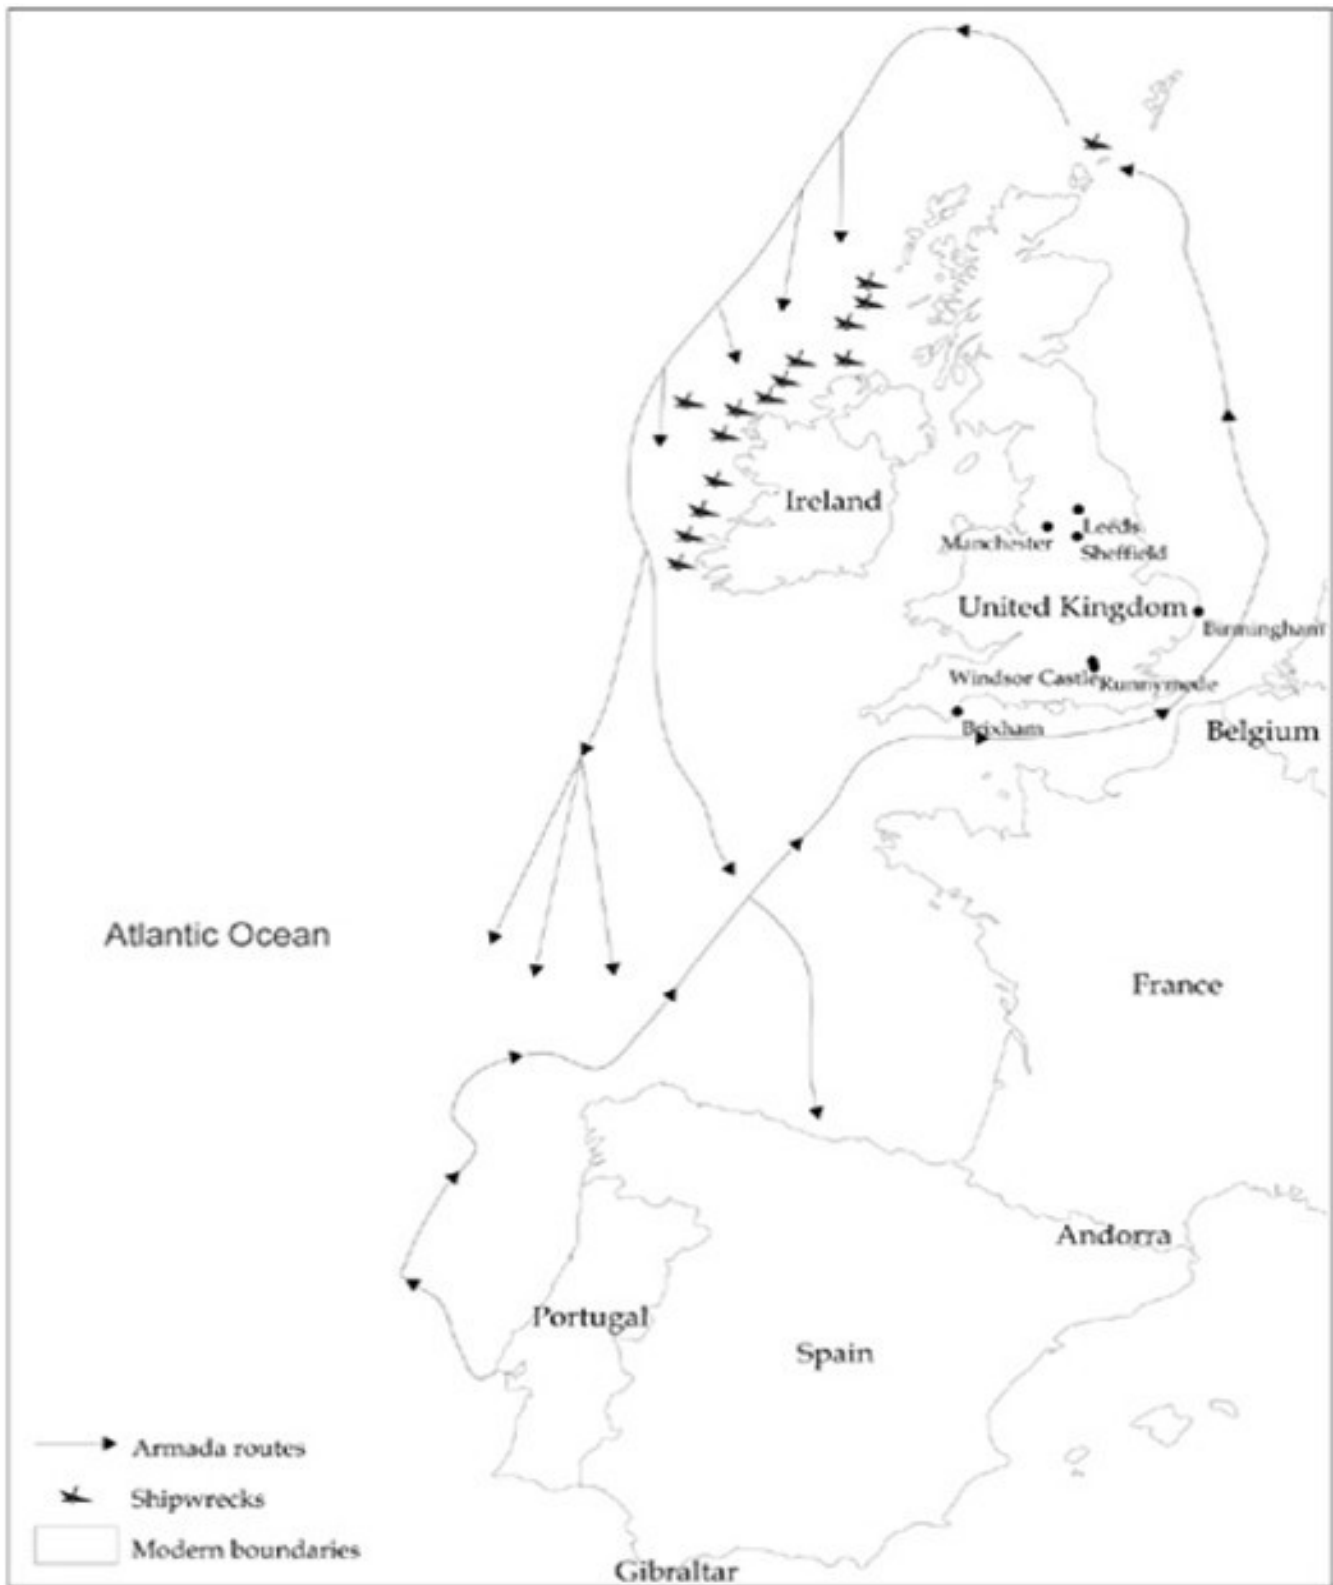 Ireland
Leeds
Manchester
Sheffield
United Kingdom
Birmingham
Windsor Castle
Runnymede
Brixham
Belgium
Atlantic Ocean
France
Andorra
Portugal
Spain
Armada routes
Shipwrecks
Modern boundaries
Gibraltar